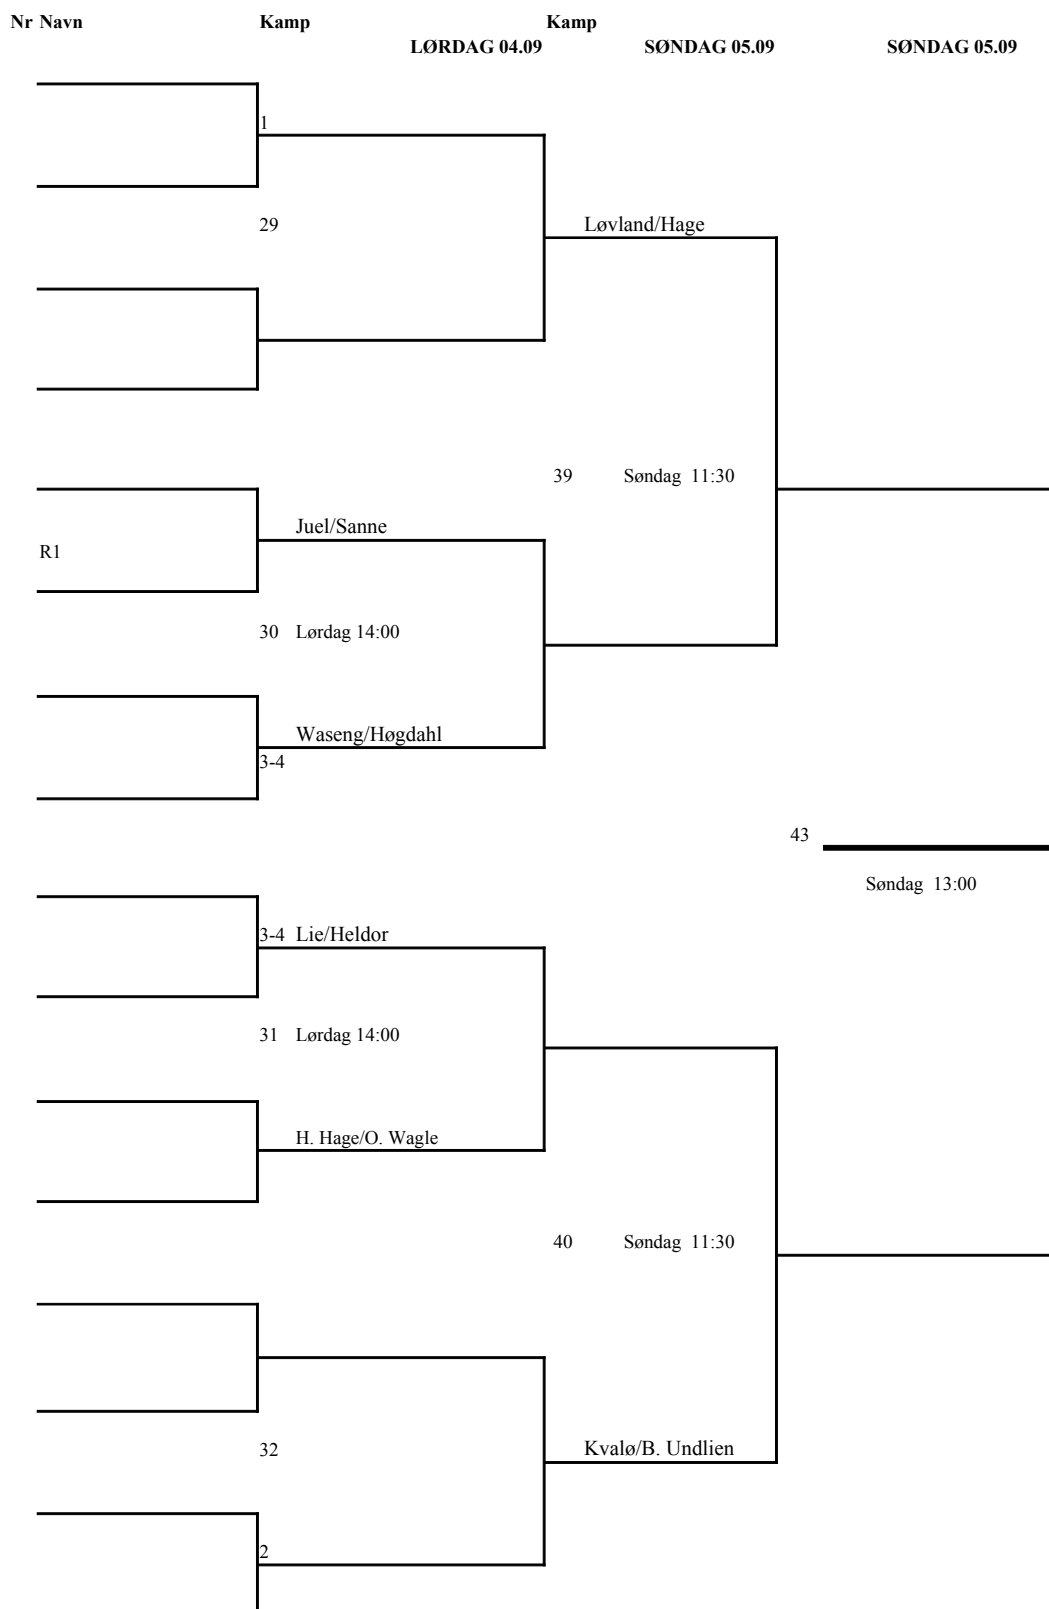 Nr Navn Kamp Kamp
LØRDAG 04.09 SØNDAG 05.09 SØNDAG 05.09
1
29 Løvland/Hage
39 Søndag 11:30
Juel/Sanne
R1
30 Lørdag 14:00
Waseng/Høgdahl
3-4
43
Søndag 13:00
3-4 Lie/Heldor
31 Lørdag 14:00
H. Hage/O. Wagle
40 Søndag 11:30
32 Kvalø/B. Undlien
2